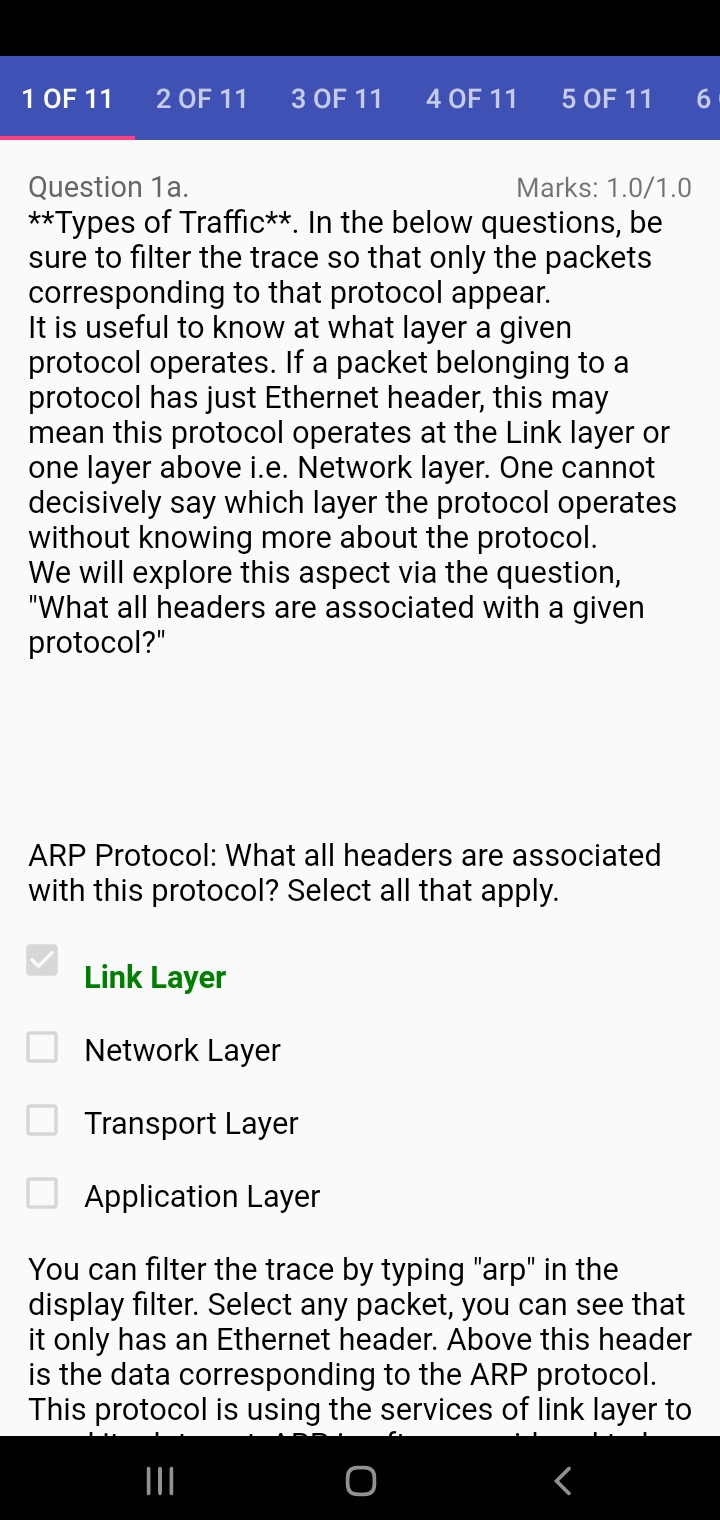 1 OF 11 2 OF 11 3 OF 11 4 OF 11 5 OF 11 6
Question 1a. Marks: 1.0/1.0
**Types of Traffic**. In the below questions, be
sure to filter the trace so that only the packets
corresponding to that protocol appear.
It is useful to know at what layer a given
protocol operates. If a packet belonging to a
protocol has just Ethernet header, this may
mean this protocol operates at the Link layer or
one layer above i.e. Network layer. One cannot
decisively say which layer the protocol operates
without knowing more about the protocol.
We will explore this aspect via the question,
"What all headers are associated with a given
protocol?"
ARP Protocol: What all headers are associated
with this protocol? Select all that apply.
Link Layer
Network Layer
Transport Layer
Application Layer
You can filter the trace by typing "arp" in the
display filter. Select any packet, you can see that
it only has an Ethernet header. Above this header
is the data corresponding to the ARP protocol.
This protocol is using the services of link layer to